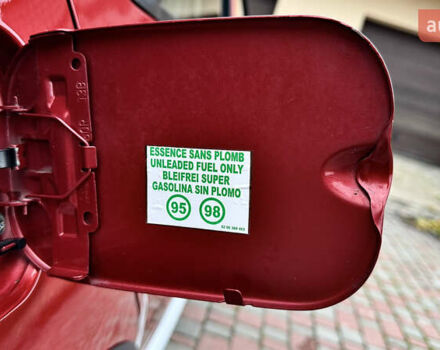 ESSENCE SANS PLOMB
UNLEADED FUEL ONLY
BLEIFREI SUPER
GASOLINA SIN PLOMO
95 98